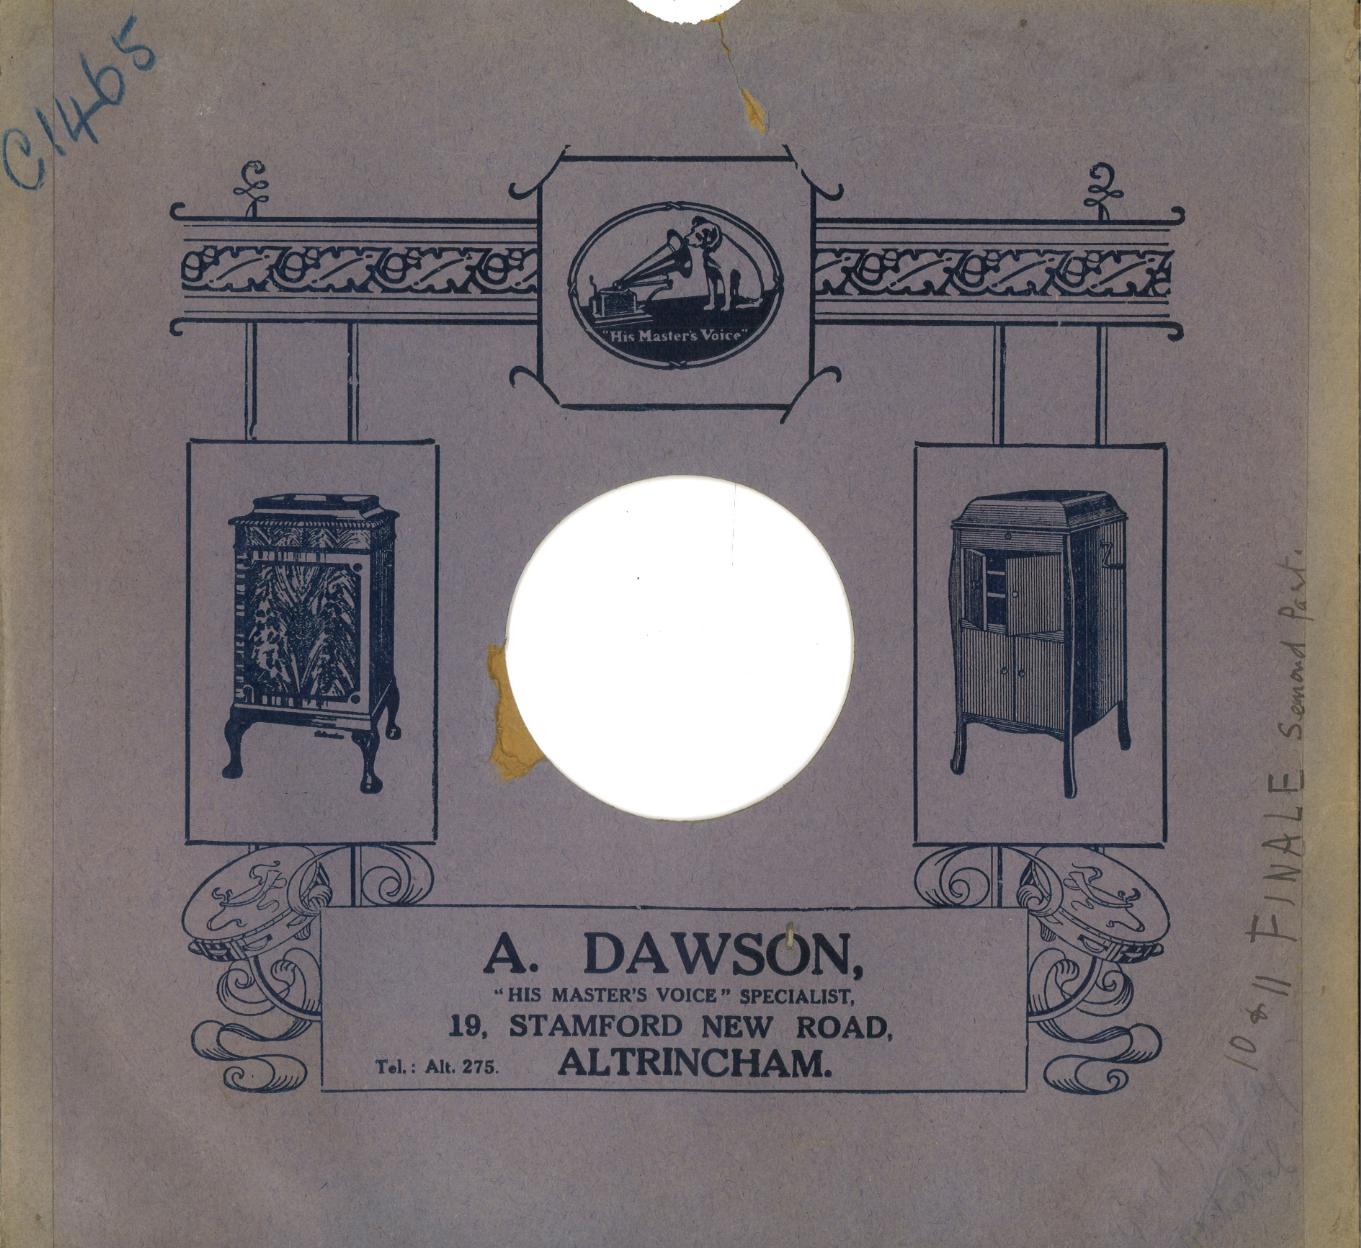 C1465
"His Master's Voice"
A. DAWSON,
"HIS MASTER'S VOICE" SPECIALIST,
19, STAMFORD NEW ROAD,
Tel.: Alt. 275. ALTRINCHAM.
10 & 11 FINALE Second Part.